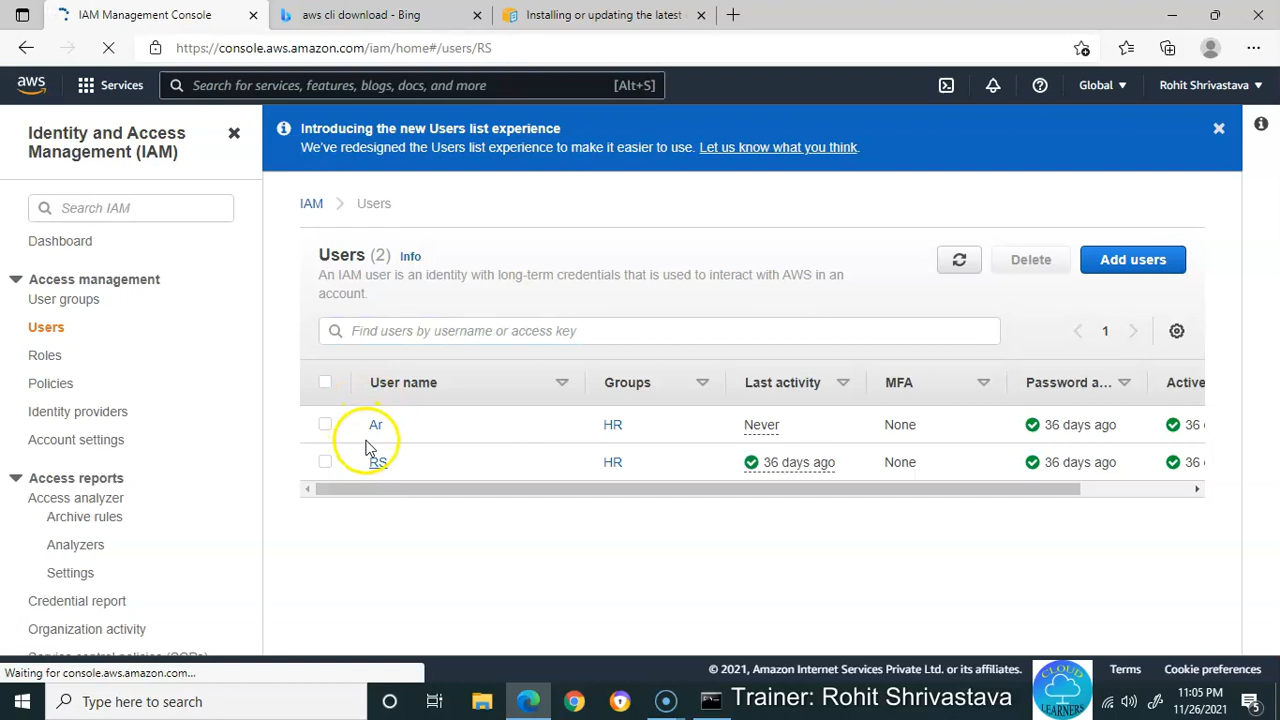 IAM Management Console
aws cli download - Bing
Installing or updating the latest
https://console.aws.amazon.com/iam/home#/users/RS
aws
Services
Search for services, features, blogs, docs, and more
[Alt+S]
Global
Rohit Shrivastava
Identity and Access
Management (IAM)
Search IAM
Dashboard
Access management
User groups
Users
Roles
Policies
Identity providers
Account settings
Access reports
Access analyzer
Archive rules
Analyzers
Settings
Credential report
Organization activity
Introducing the new Users list experience
We've redesigned the Users list experience to make it easier to use. Let us know what you think.
IAM
Users
Users (2) Info
An IAM user is an identity with long-term credentials that is used to interact with AWS in an
account.
Delete
Add users
Find users by username or access key
1
User name
Groups
Last activity
MFA
Password a...
Active
Ar
HR
Never
None
36 days ago
36
RS
HR
36 days ago
None
36 days ago
36
Waiting for console.aws.amazon.com...
© 2021, Amazon Internet Services Private Ltd. or its affiliates.
Terms
Cookie preferences
Type here to search
Trainer: Rohit Shrivastava
CLOUD
LEARNERS
11:05 PM
11/26/2021
5